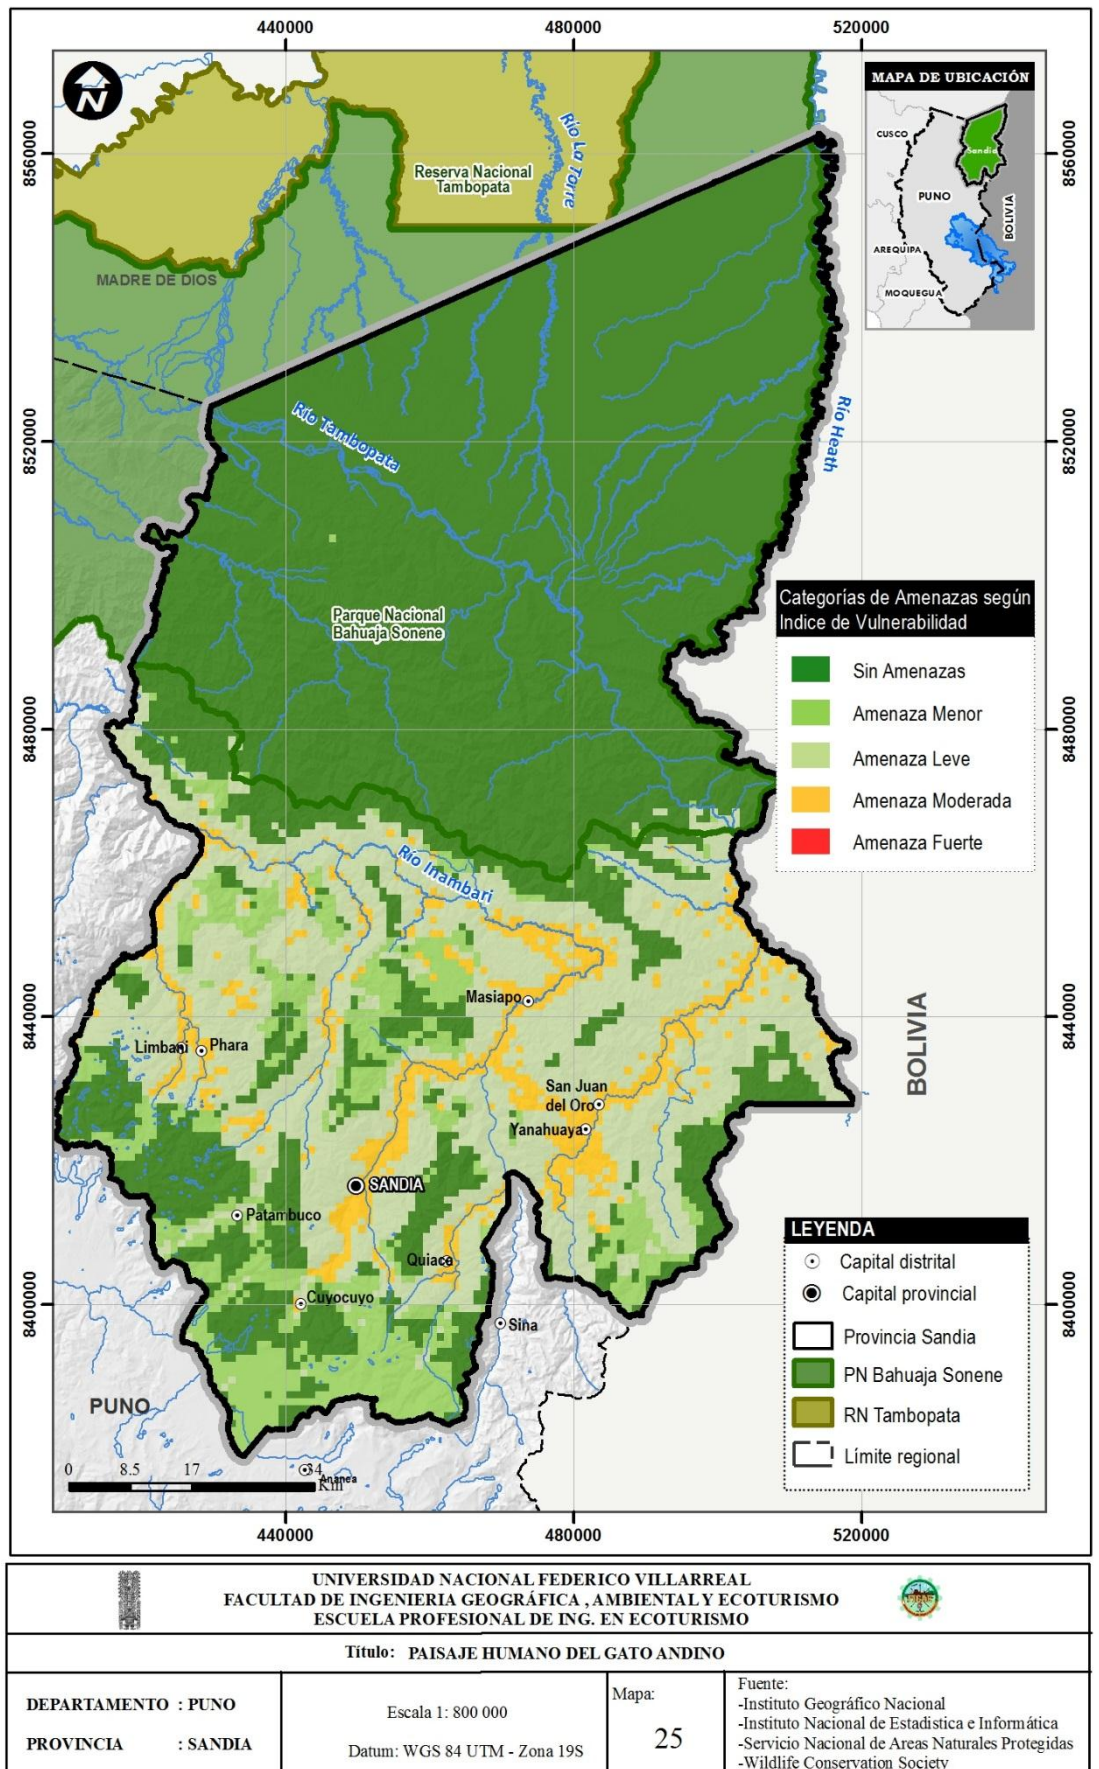 440000
480000
520000
N
MAPA DE UBICACIÓN
CUSCO
Sandia
PUNO
BOLIVIA
AREQUIPA
MOQUEGUA
8560000
8560000
Río La Torre
Reserva Nacional
Tambopata
MADRE DE DIOS
Río Tambopata
Río Heath
8520000
8520000
Parque Nacional
Bahuaja Sonene
Categorías de Amenazas según
Indice de Vulnerabilidad
Sin Amenazas
Amenaza Menor
Amenaza Leve
Amenaza Moderada
Amenaza Fuerte
8480000
8480000
Río Inambari
Masiapo
8440000
8440000
Limbani
Phara
BOLIVIA
San Juan
del Oro
Yanahuaya
SANDIA
Patambuco
Quiaca
Cuyocuyo
Sina
8400000
8400000
LEYENDA
Capital distrital
Capital provincial
Provincia Sandia
PN Bahuaja Sonene
RN Tambopata
Límite regional
PUNO
0 8.5 17 34
Km
Ananea
440000
480000
520000
UNIVERSIDAD NACIONAL FEDERICO VILLARREAL
FACULTAD DE INGENIERIA GEOGRÁFICA , AMBIENTAL Y ECOTURISMO
ESCUELA PROFESIONAL DE ING. EN ECOTURISMO
Título: PAISAJE HUMANO DEL GATO ANDINO
DEPARTAMENTO : PUNO
PROVINCIA : SANDIA
Escala 1: 800 000
Datum: WGS 84 UTM - Zona 19S
Mapa:
25
Fuente:
-Instituto Geográfico Nacional
-Instituto Nacional de Estadistica e Informática
-Servicio Nacional de Areas Naturales Protegidas
-Wildlife Conservation Society